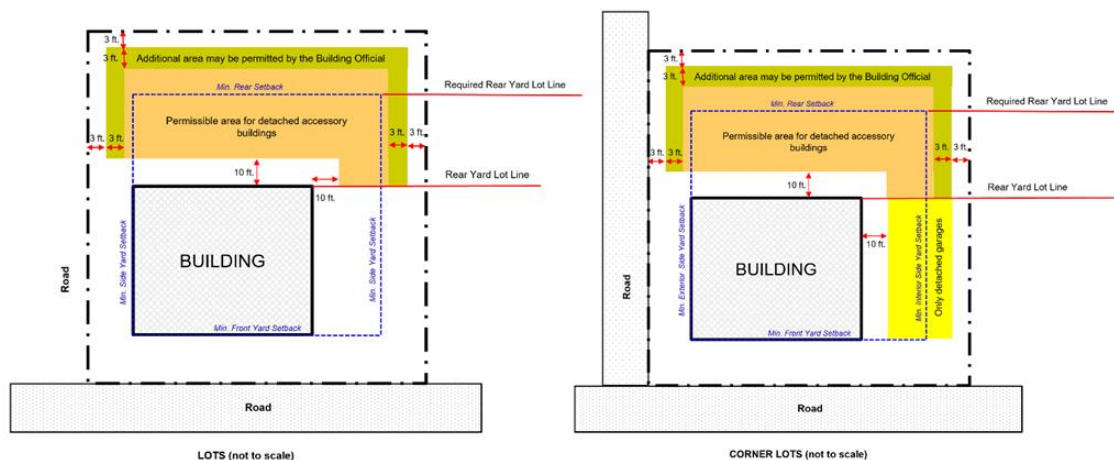 3 ft.
3 ft.
Additional area may be permitted by the Building Official
Min. Rear Setback
Required Rear Yard Lot Line
Permissible area for detached accessory
buildings
3 ft.
3 ft.
3 ft.
3 ft.
10 ft.
Rear Yard Lot Line
10 ft.
Min. Side Yard Setback
BUILDING
Min. Side Yard Setback
Road
Min. Front Yard Setback
Road
LOTS (not to scale)
3 ft.
3 ft.
Additional area may be permitted by the Building Official
Min. Rear Setback
Required Rear Yard Lot Line
Permissible area for detached accessory
buildings
3 ft.
3 ft.
3 ft.
3 ft.
10 ft.
Rear Yard Lot Line
10 ft.
Min. Exterior Side Yard Setback
BUILDING
Min. Interior Side Yard Setback
Only detached garages
Road
Min. Front Yard Setback
Road
CORNER LOTS (not to scale)